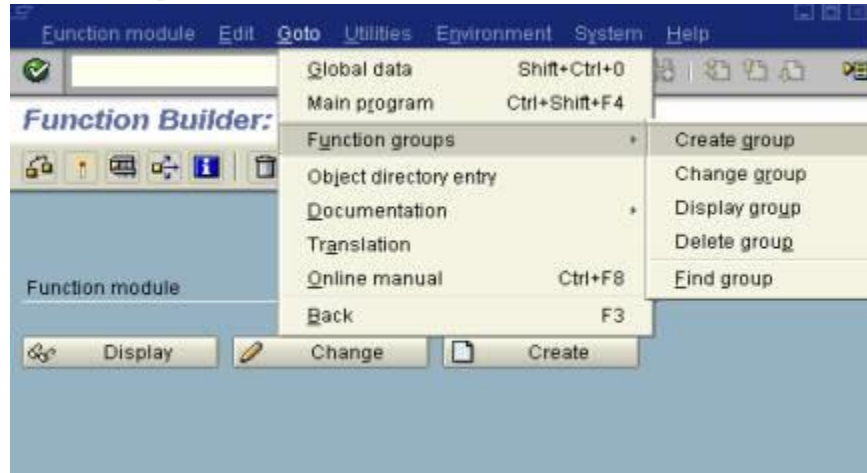 Function module Edit Goto Utilities Environment System Help
Global data Shift+Ctrl+0
Main program Ctrl+Shift+F4
Function Builder:
Function groups
Create group
Object directory entry
Change group
Documentation
Display group
Translation
Delete group
Online manual Ctrl+F8
Find group
Function module
Back F3
Display Change Create